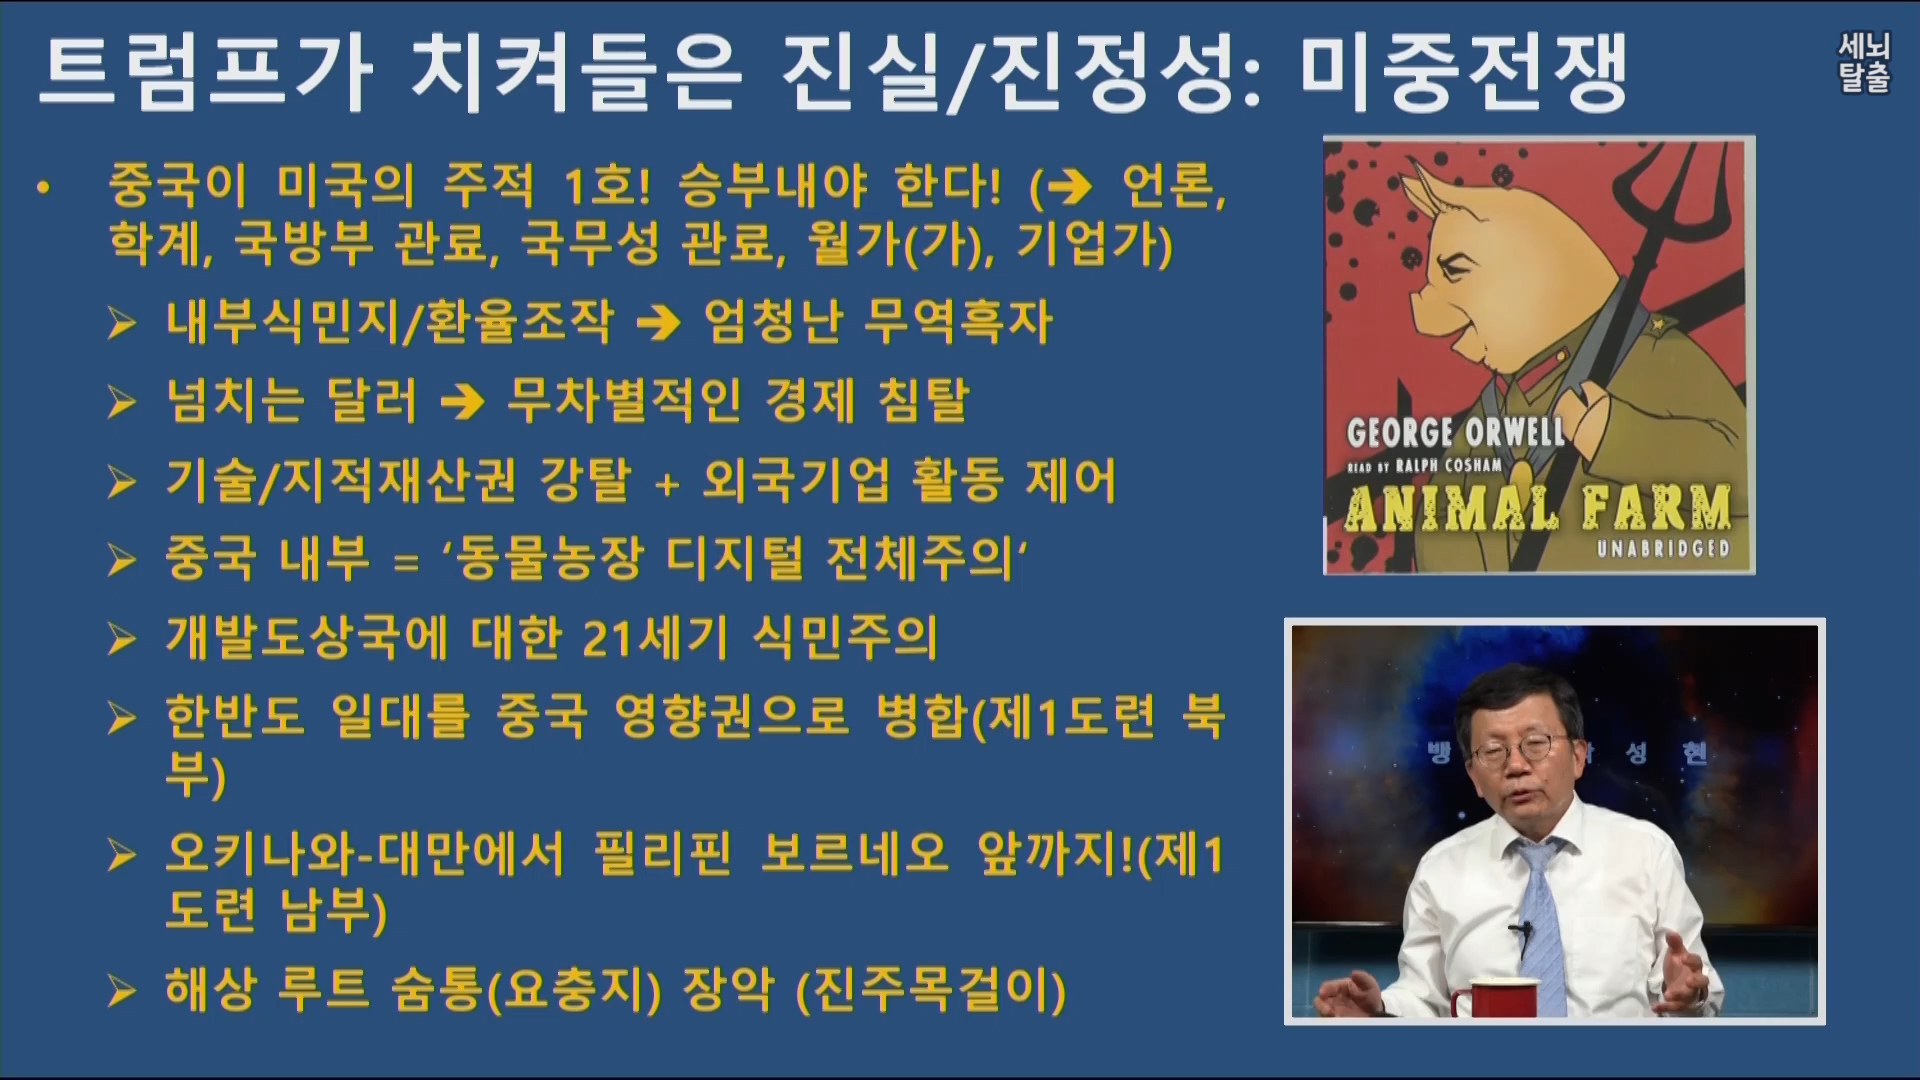 트럼프가 치켜들은 진실/진정성: 미중전쟁
세뇌
탈출
• 중국이 미국의 주적 1호! 승부내야 한다! (➔ 언론,
학계, 국방부 관료, 국무성 관료, 월가(가), 기업가)
➢ 내부식민지/환율조작 ➔ 엄청난 무역흑자
➢ 넘치는 달러 ➔ 무차별적인 경제 침탈
➢ 기술/지적재산권 강탈 + 외국기업 활동 제어
➢ 중국 내부 = ‘동물농장 디지털 전체주의‘
➢ 개발도상국에 대한 21세기 식민주의
➢ 한반도 일대를 중국 영향권으로 병합(제1도련 북
부)
➢ 오키나와-대만에서 필리핀 보르네오 앞까지!(제1
도련 남부)
➢ 해상 루트 숨통(요충지) 장악 (진주목걸이)
GEORGE ORWELL
READ BY RALPH COSHAM
ANIMAL FARM
UNABRIDGED
뱅 성 현